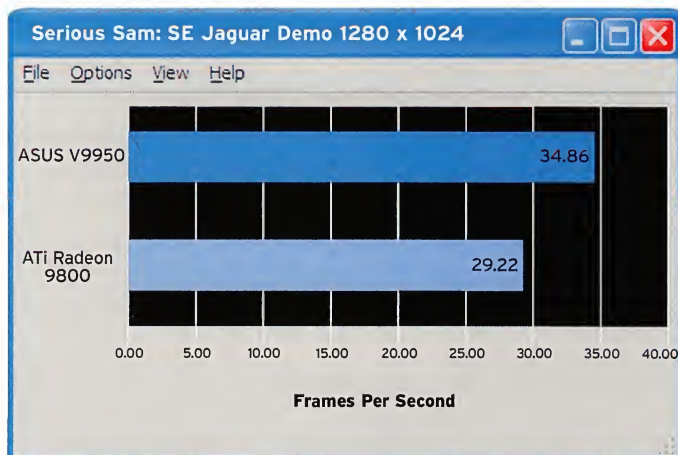 Serious Sam: SE Jaguar Demo 1280 x 1024
File Options View Help
ASUS V9950
34.86
ATi Radeon
9800
29.22
0.00 5.00 10.00 15.00 20.00 25.00 30.00 35.00 40.00
Frames Per Second